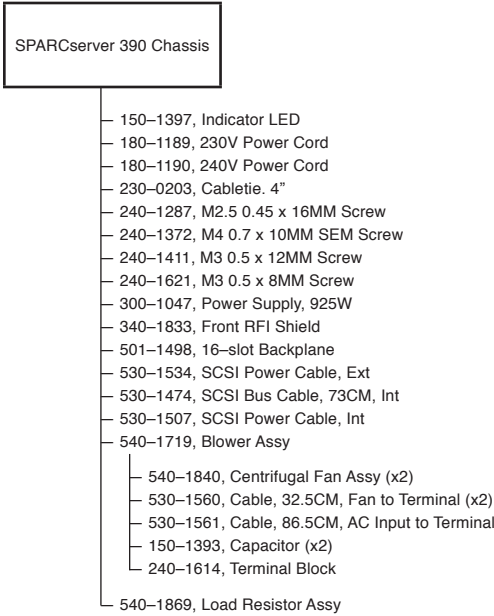 SPARCserver 390 Chassis
150–1397, Indicator LED
180–1189, 230V Power Cord
180–1190, 240V Power Cord
230–0203, Cabletie. 4”
240–1287, M2.5 0.45 x 16MM Screw
240–1372, M4 0.7 x 10MM SEM Screw
240–1411, M3 0.5 x 12MM Screw
240–1621, M3 0.5 x 8MM Screw
300–1047, Power Supply, 925W
340–1833, Front RFI Shield
501–1498, 16–slot Backplane
530–1534, SCSI Power Cable, Ext
530–1474, SCSI Bus Cable, 73CM, Int
530–1507, SCSI Power Cable, Int
540–1719, Blower Assy
540–1840, Centrifugal Fan Assy (x2)
530–1560, Cable, 32.5CM, Fan to Terminal (x2)
530–1561, Cable, 86.5CM, AC Input to Terminal
150–1393, Capacitor (x2)
240–1614, Terminal Block
540–1869, Load Resistor Assy